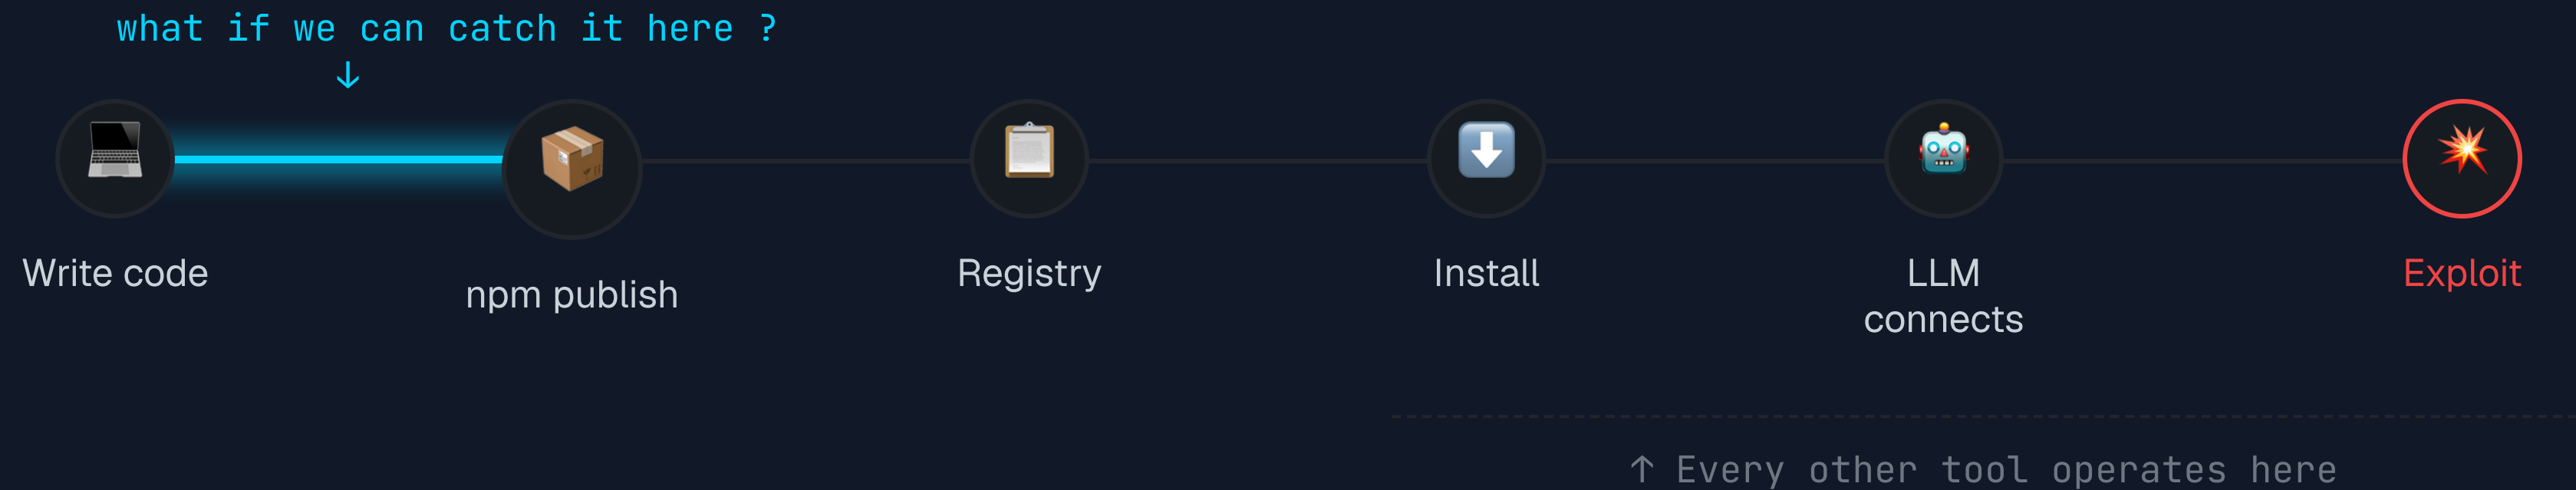 what if we can catch it here ?
↓
Write code
npm publish
Registry
Install
LLM
connects
Exploit
↑ Every other tool operates here